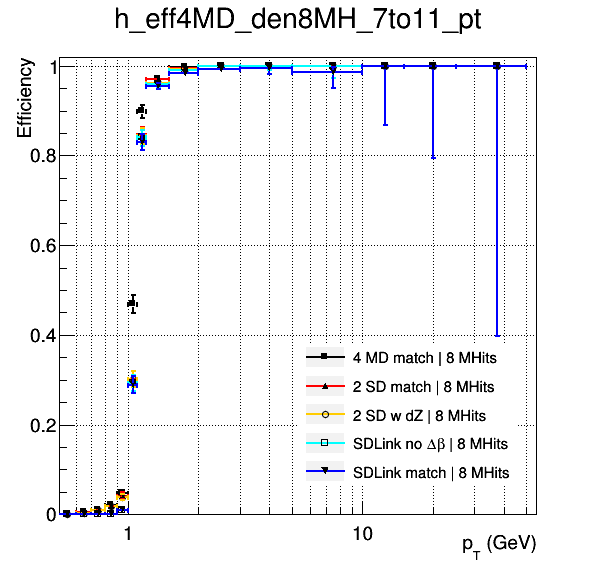 h_eff4MD_den8MH_7to11_pt
Efficiency
1
0.8
0.6
0.4
0.2
0
4 MD match | 8 MHits
2 SD match | 8 MHits
2 SD w dZ | 8 MHits
SDLink no Δβ | 8 MHits
SDLink match | 8 MHits
1
10
p_T (GeV)